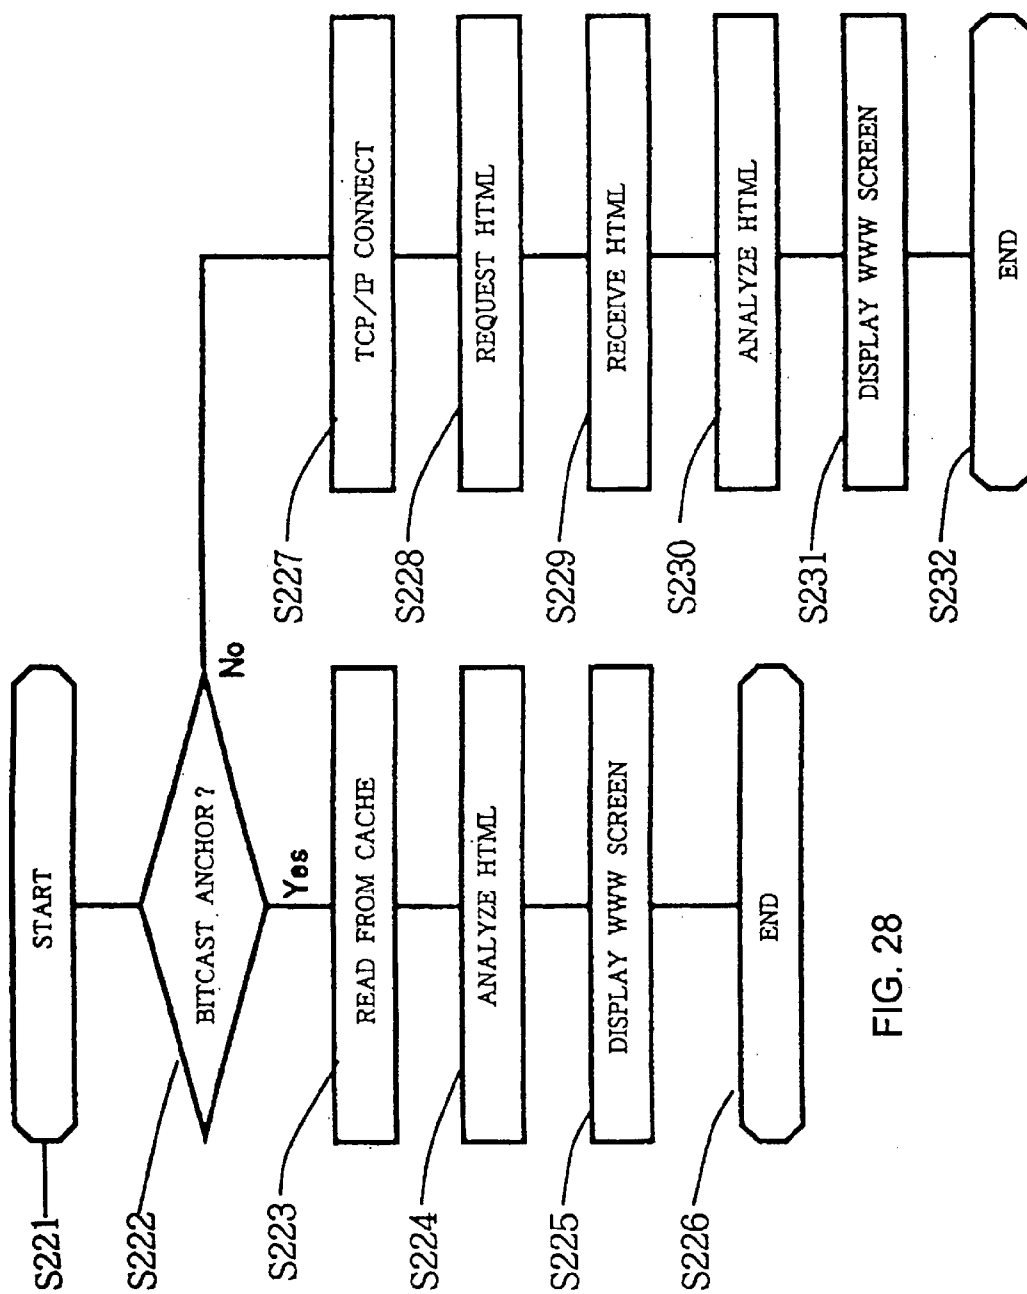 S221
START
S222
BITCAST ANCHOR?
Yes
No
S223
READ FROM CACHE
S224
ANALYZE HTML
S225
DISPLAY WWW SCREEN
S226
END
S227
TCP/IP CONNECT
S228
REQUEST HTML
S229
RECEIVE HTML
S230
ANALYZE HTML
S231
DISPLAY WWW SCREEN
S232
END
FIG. 28